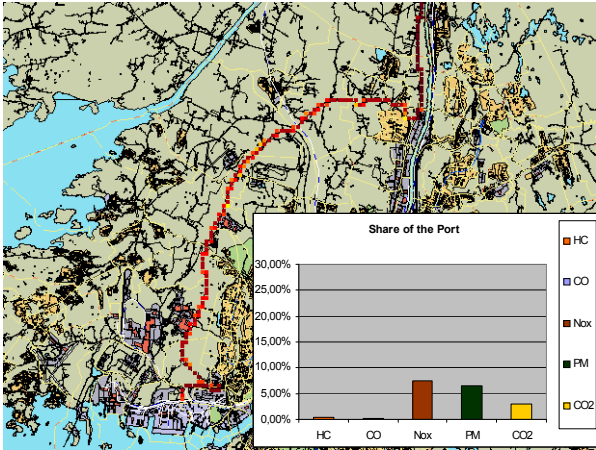 Share of the Port
30,00%
25,00%
20,00%
15,00%
10,00%
5,00%
0,00%
HC CO Nox PM CO2
HC
CO
Nox
PM
CO2